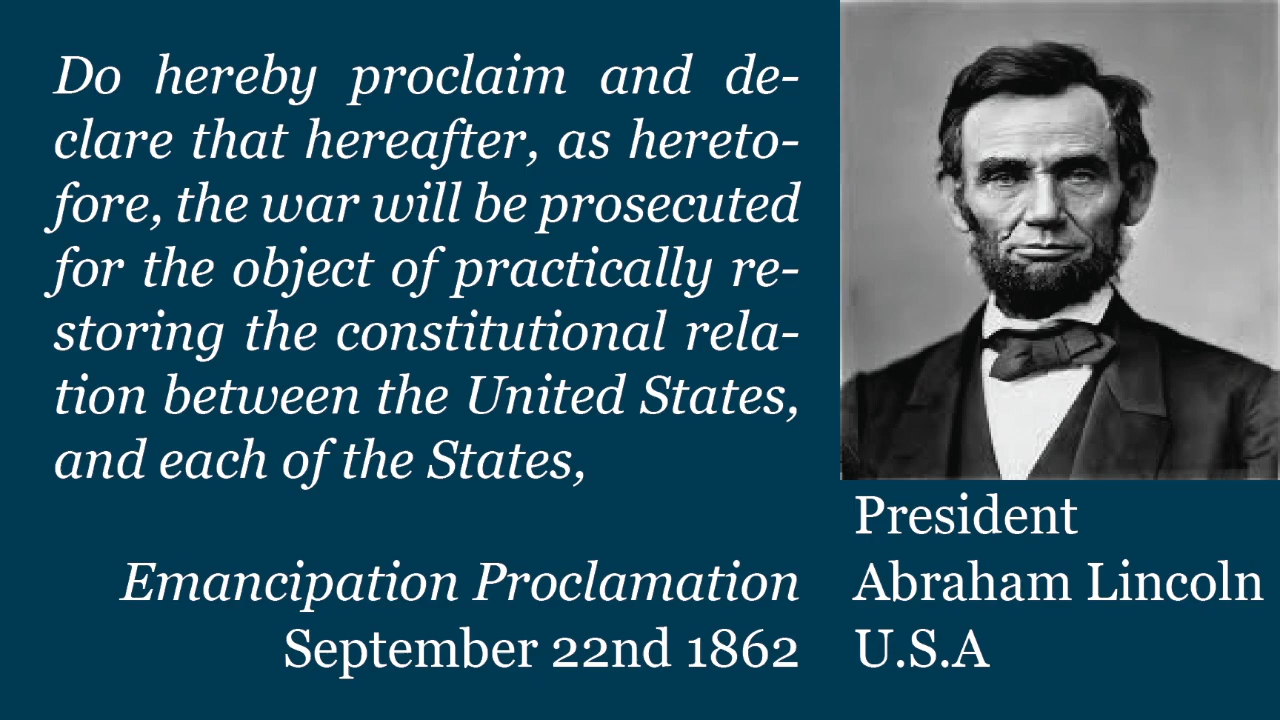 Do hereby proclaim and de-
clare that hereafter, as hereto-
fore, the war will be prosecuted
for the object of practically re-
storing the constitutional rela-
tion between the United States,
and each of the States,
Emancipation Proclamation
September 22nd 1862
President
Abraham Lincoln
U.S.A